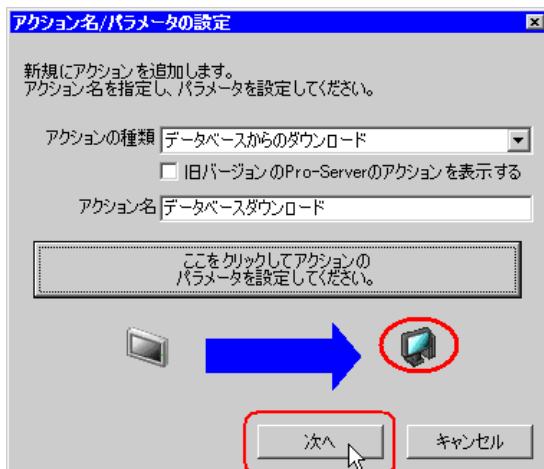 アクション名/パラメータの設定
新規にアクションを追加します。
アクション名を指定し、パラメータを設定してください。
アクションの種類 データベースからのダウンロード
旧バージョンのPro-Serverのアクションを表示する
アクション名 データベースダウンロード
ここをクリックしてアクションの
パラメータを設定してください。
次へ キャンセル